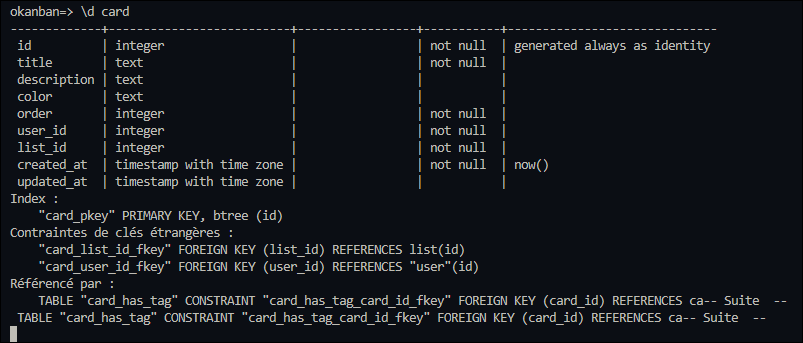 okanban=> \d card
-------------+--------------------------+-----------------+----------+------------------------------
 id          | integer                  |                 | not null | generated always as identity
 title       | text                     |                 | not null |
 description | text                     |                 |          |
 color       | text                     |                 |          |
 order       | integer                  |                 | not null |
 user_id     | integer                  |                 | not null |
 list_id     | integer                  |                 | not null |
 created_at  | timestamp with time zone |                 | not null | now()
 updated_at  | timestamp with time zone |                 |          |
Index :
    "card_pkey" PRIMARY KEY, btree (id)
Contraintes de clés étrangères :
    "card_list_id_fkey" FOREIGN KEY (list_id) REFERENCES list(id)
    "card_user_id_fkey" FOREIGN KEY (user_id) REFERENCES "user"(id)
Référencé par :
    TABLE "card_has_tag" CONSTRAINT "card_has_tag_card_id_fkey" FOREIGN KEY (card_id) REFERENCES ca-- Suite  --
 TABLE "card_has_tag" CONSTRAINT "card_has_tag_card_id_fkey" FOREIGN KEY (card_id) REFERENCES ca-- Suite  --